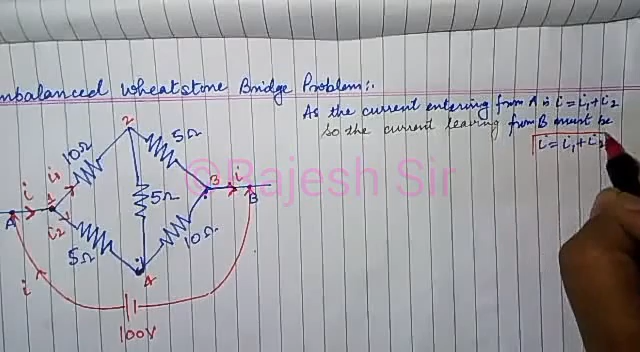 nbalanced Wheatstone Bridge Problem:.
As the current entering from A is i = i₁+i₂
so the current leaving from B must be
i = i₁+i₂
2
10Ω
5Ω
i₁
©Rajesh Sir
i
1
5Ω
3
i
A
B
i₂
5Ω
10Ω
4
i
100V